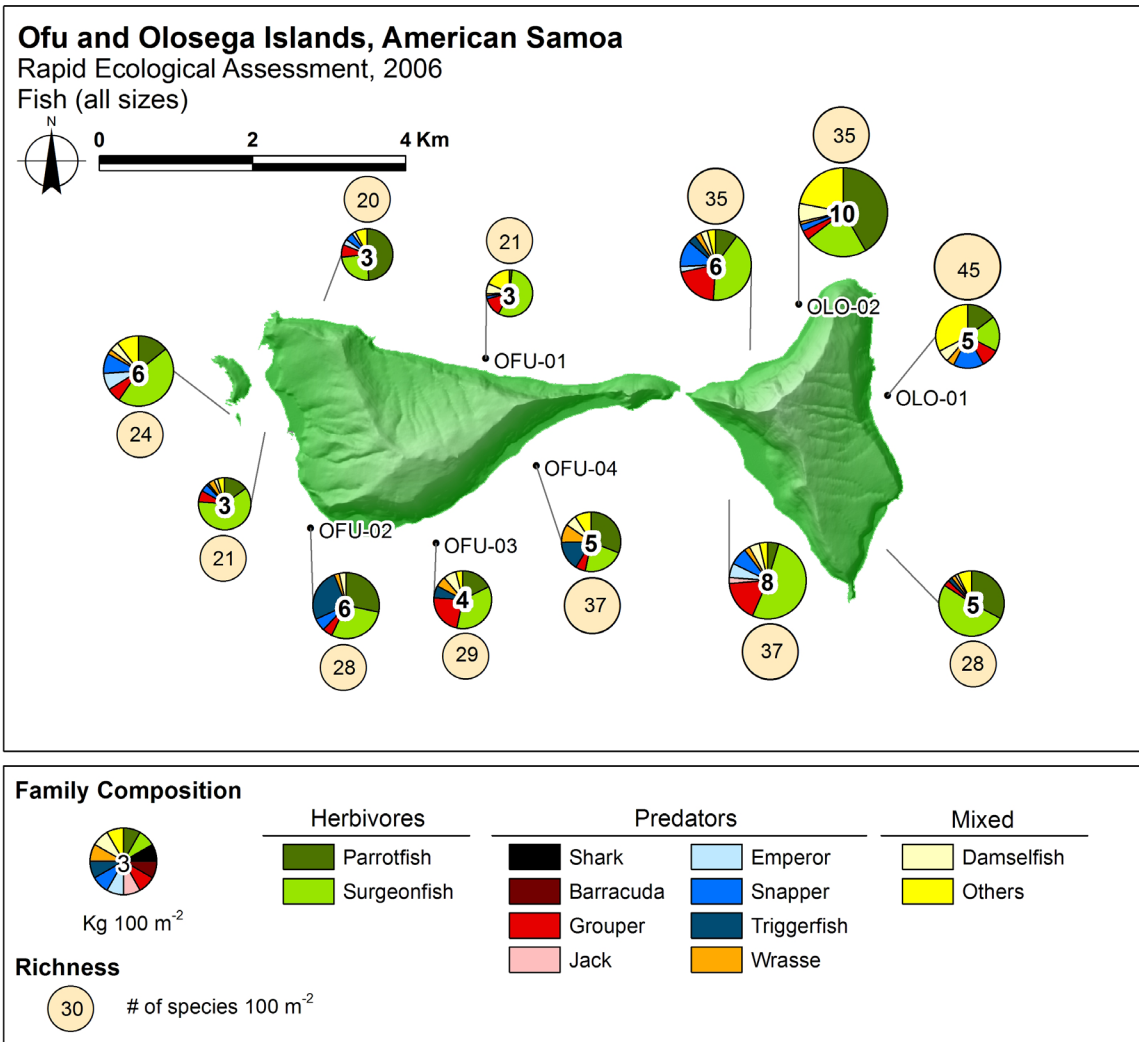 Ofu and Olosega Islands, American Samoa
Rapid Ecological Assessment, 2006
Fish (all sizes)
N
0 2 4 Km
35
20
35
10
21
3
6
45
3
OLO-02
5
OFU-01
6
OLO-01
24
OFU-04
3
OFU-02
OFU-03
5
21
8
6
4
5
37
28
29
37
28
Family Composition
Herbivores Predators Mixed
3
Parrotfish Shark Emperor Damselfish
Surgeonfish Barracuda Snapper Others
Kg 100 m⁻²
Grouper Triggerfish
Jack Wrasse
Richness
30 # of species 100 m⁻²